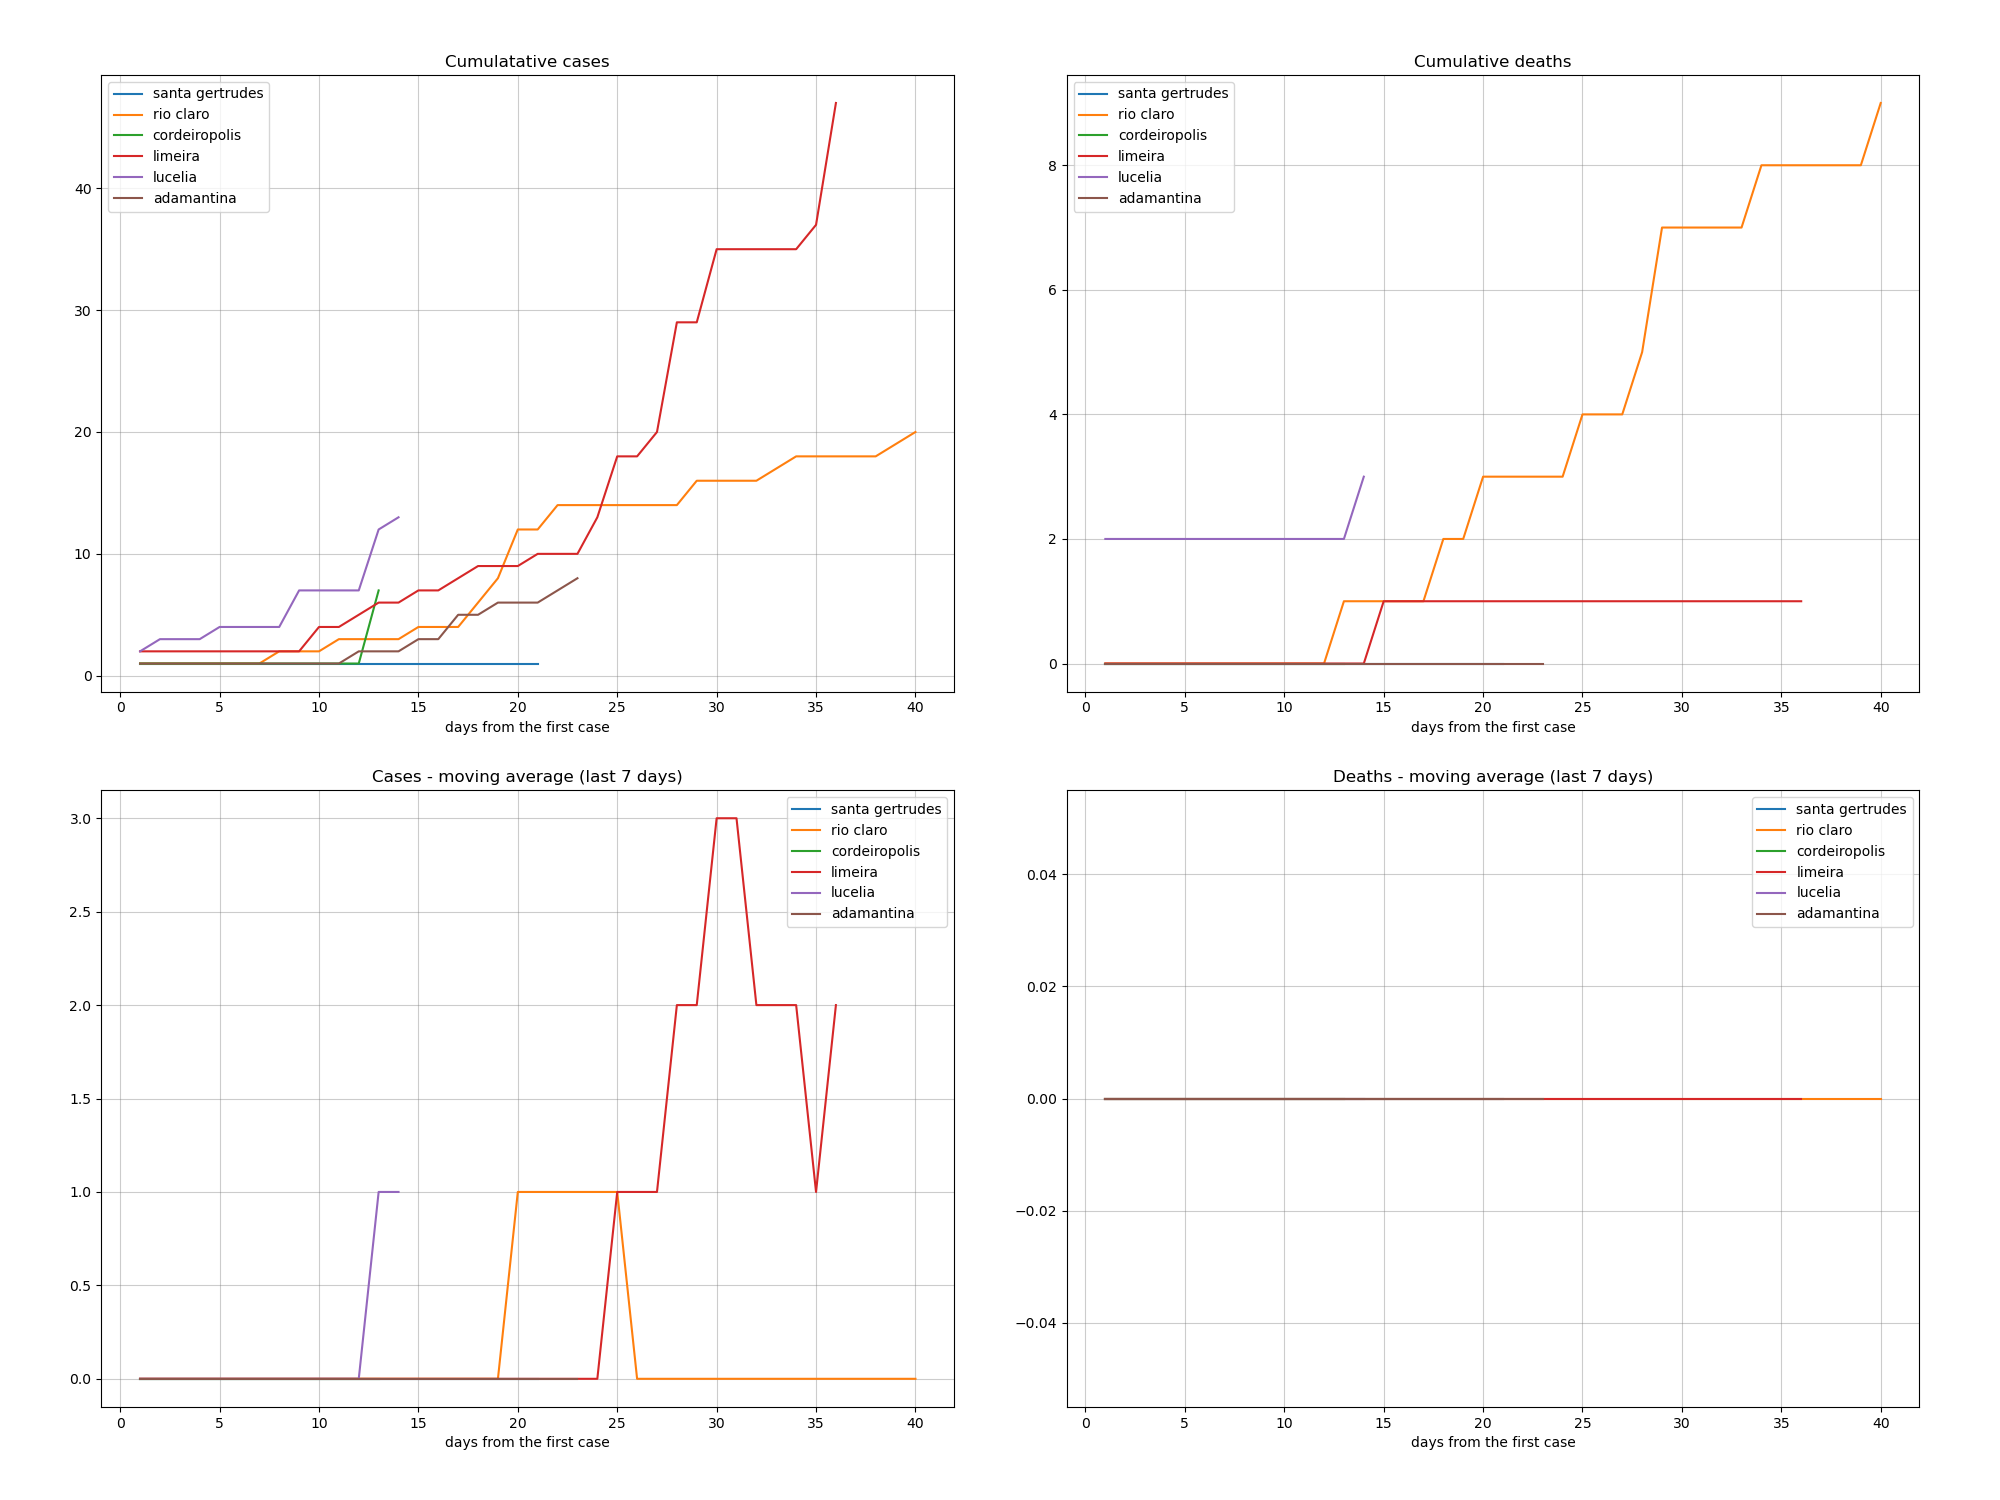 Cumulatative cases
santa gertrudes
rio claro
cordeiropolis
limeira
lucelia
adamantina
40
30
20
10
0
0 5 10 15 20 25 30 35 40
days from the first case
Cumulative deaths
santa gertrudes
rio claro
cordeiropolis
limeira
lucelia
adamantina
8
6
4
2
0
0 5 10 15 20 25 30 35 40
days from the first case
Cases - moving average (last 7 days)
santa gertrudes
rio claro
cordeiropolis
limeira
lucelia
adamantina
3.0
2.5
2.0
1.5
1.0
0.5
0.0
0 5 10 15 20 25 30 35 40
days from the first case
Deaths - moving average (last 7 days)
santa gertrudes
rio claro
cordeiropolis
limeira
lucelia
adamantina
0.04
0.02
0.00
−0.02
−0.04
0 5 10 15 20 25 30 35 40
days from the first case